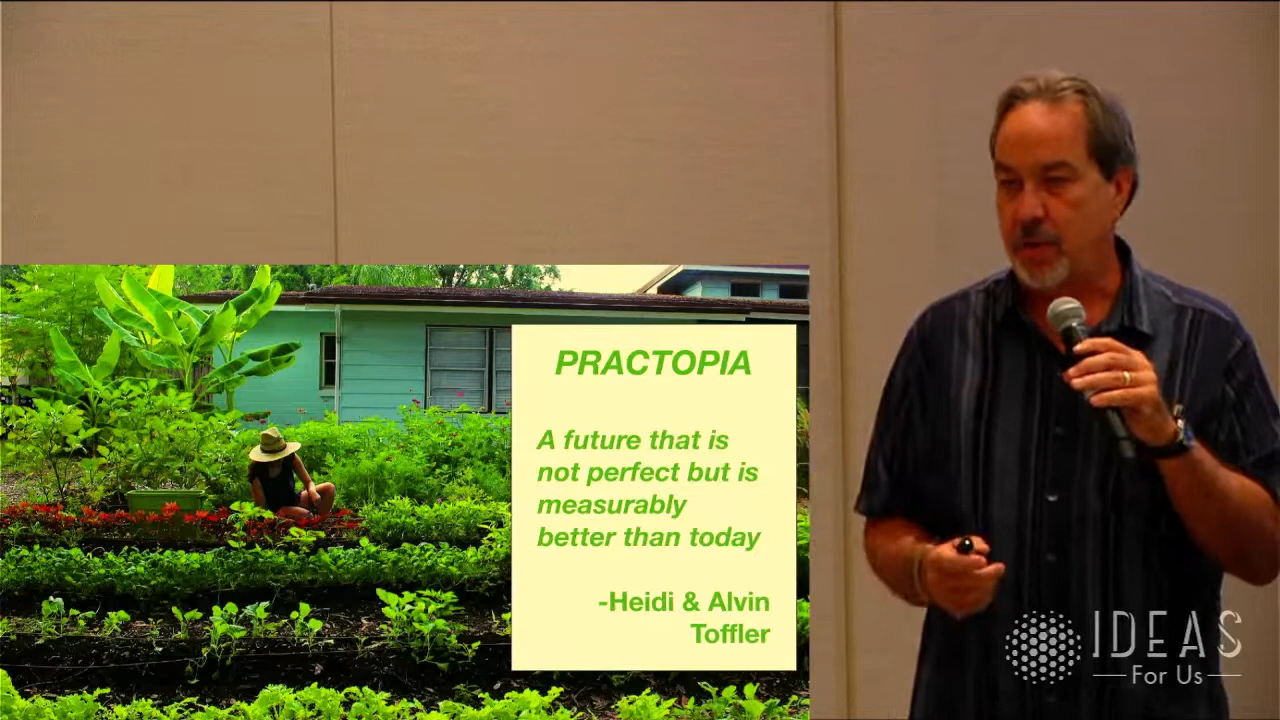 PRACTOPIA
A future that is
not perfect but is
measurably
better than today
-Heidi & Alvin
Toffler
IDEAS
For Us